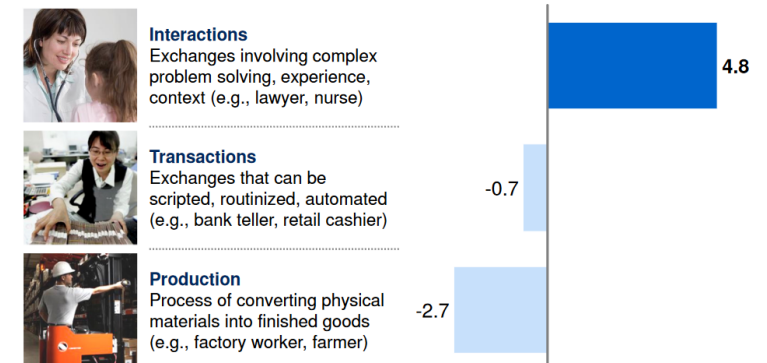 Interactions
Exchanges involving complex
problem solving, experience,
context (e.g., lawyer, nurse)
4.8
Transactions
Exchanges that can be
scripted, routinized, automated
(e.g., bank teller, retail cashier)
-0.7
Production
Process of converting physical
materials into finished goods
(e.g., factory worker, farmer)
-2.7